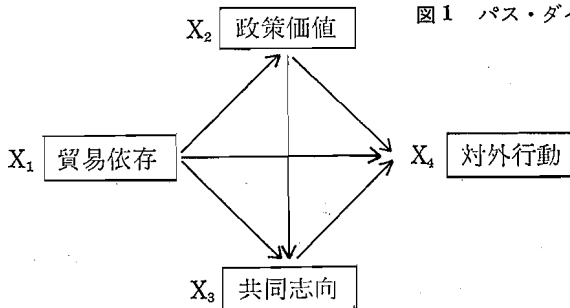 図1 パス・ダイ
X₂ 政策価値
X₁ 貿易依存
X₄ 対外行動
X₃ 共同志向